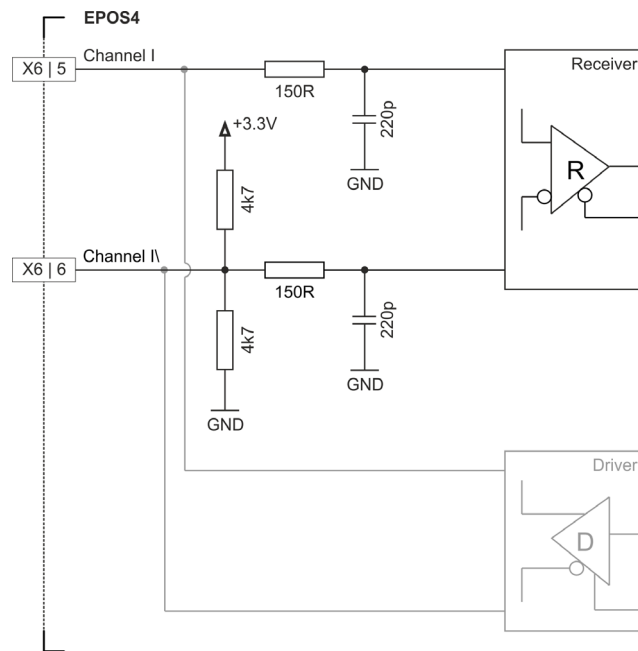 EPOS4
X6 | 5
Channel I
150R
220p
GND
Receiver
R
+3.3V
4k7
X6 | 6
Channel I\
150R
220p
GND
4k7
GND
Driver
D